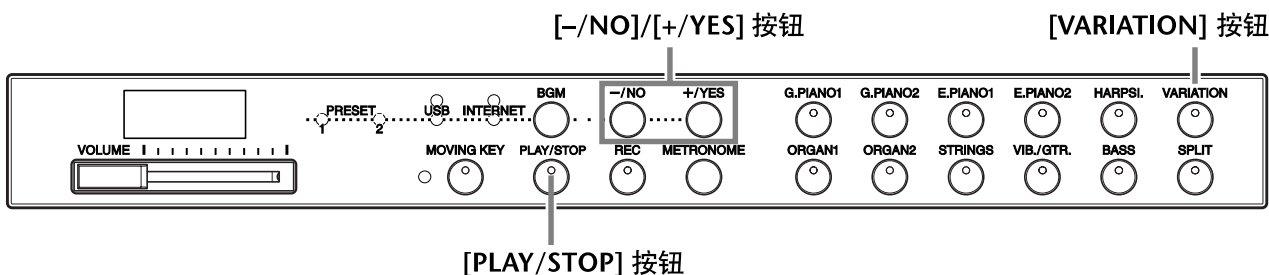 [–/NO]/[+/YES] 按钮 [VARIATION] 按钮
BGM –/NO +/YES G.PIANO1 G.PIANO2 E.PIANO1 E.PIANO2 HARPSI. VARIATION
PRESET USB INTERNET
1 2
VOLUME MOVING KEY PLAY/STOP REC METRONOME ORGAN1 ORGAN2 STRINGS VIB./GTR. BASS SPLIT
[PLAY/STOP] 按钮